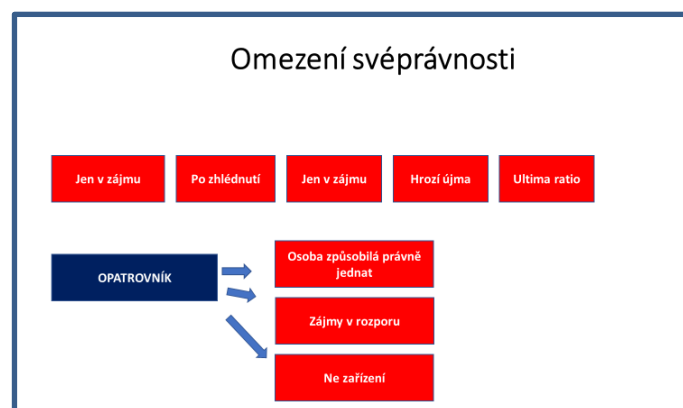 Omezení svéprávnosti
Jen v zájmu
Po zhlédnutí
Jen v zájmu
Hrozí újma
Ultima ratio
OPATROVNÍK
Osoba způsobilá právně
jednat
Zájmy v rozporu
Ne zařízení